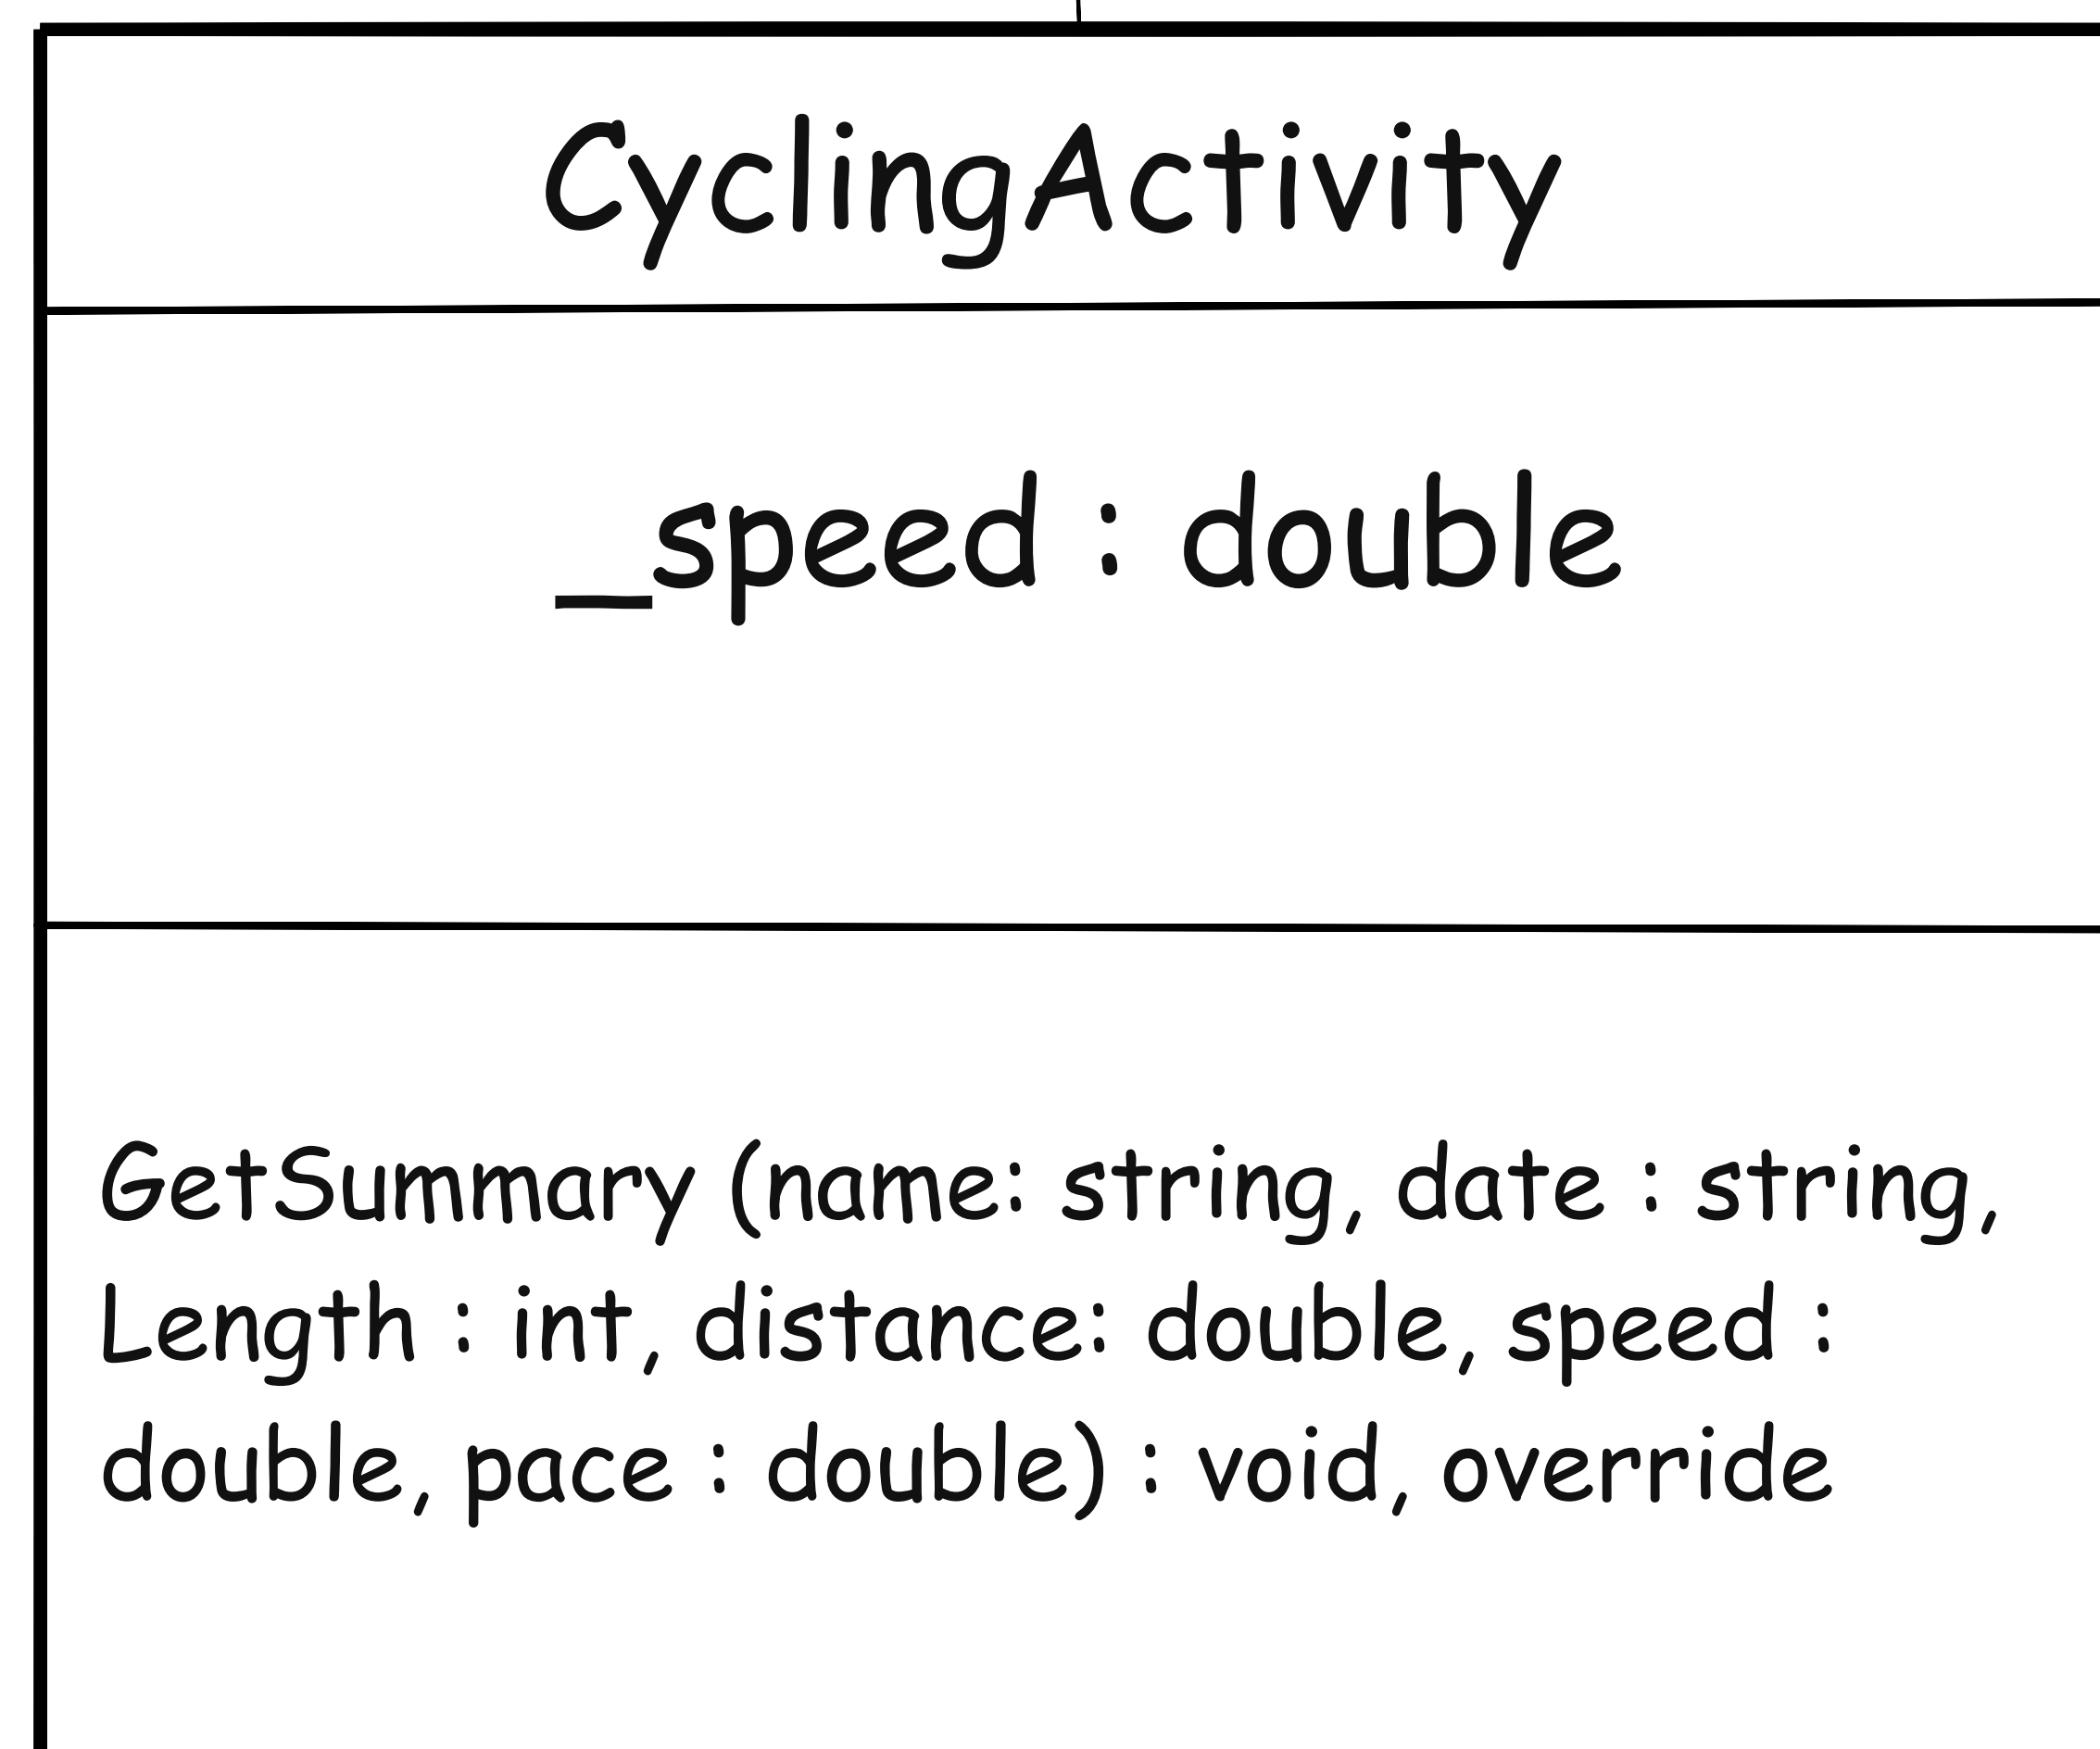 CyclingActivity
_speed : double
GetSummary (name: string, date : string,
Length : int, distance: double, speed :
double, pace : double) : void, override